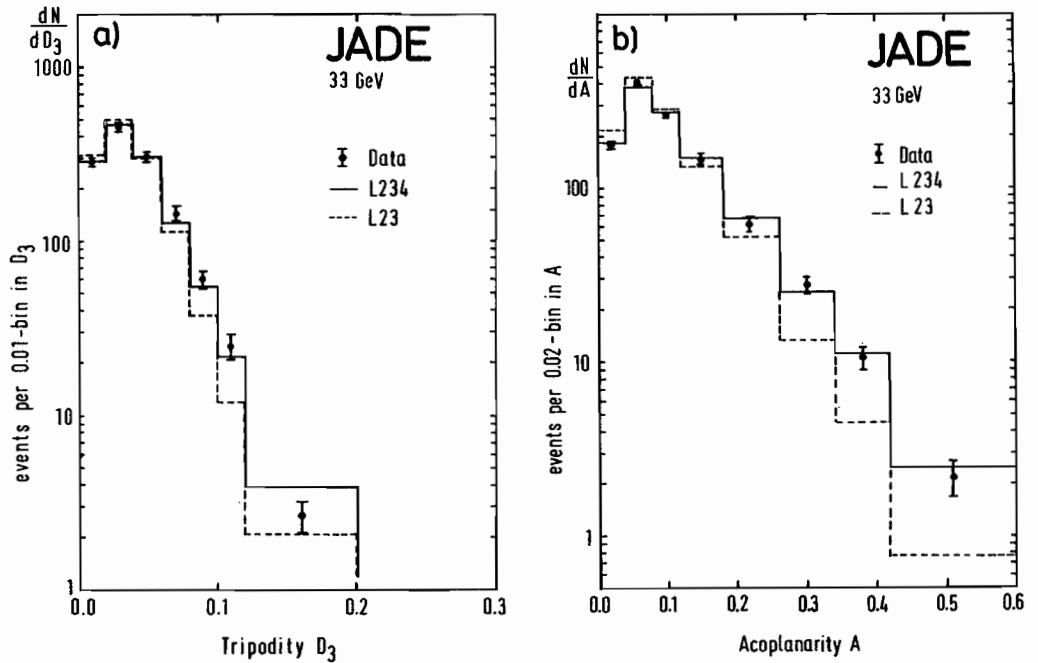 dN
dD3
a)
JADE
33 GeV
Data
L234
L23
1000
100
10
1
events per 0.01-bin in D3
0.0
0.1
0.2
0.3
Tripodity D3
dN
dA
b)
JADE
33 GeV
Data
L234
L23
100
10
1
events per 0.02-bin in A
0.0
0.1
0.2
0.3
0.4
0.5
0.6
Acoplanarity A